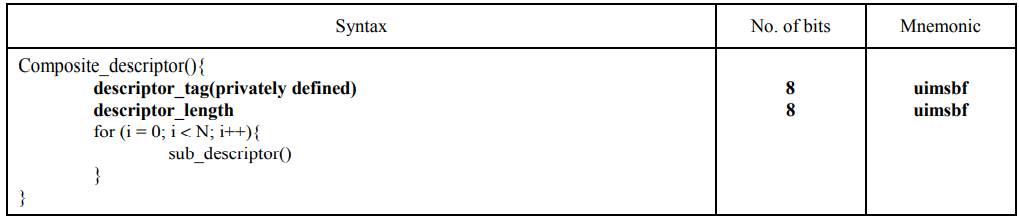 Syntax No. of bits Mnemonic
Composite_descriptor(){
descriptor_tag(privately defined) 8 uimsbf
descriptor_length 8 uimsbf
for (i = 0; i < N; i++){
sub_descriptor()
}
}